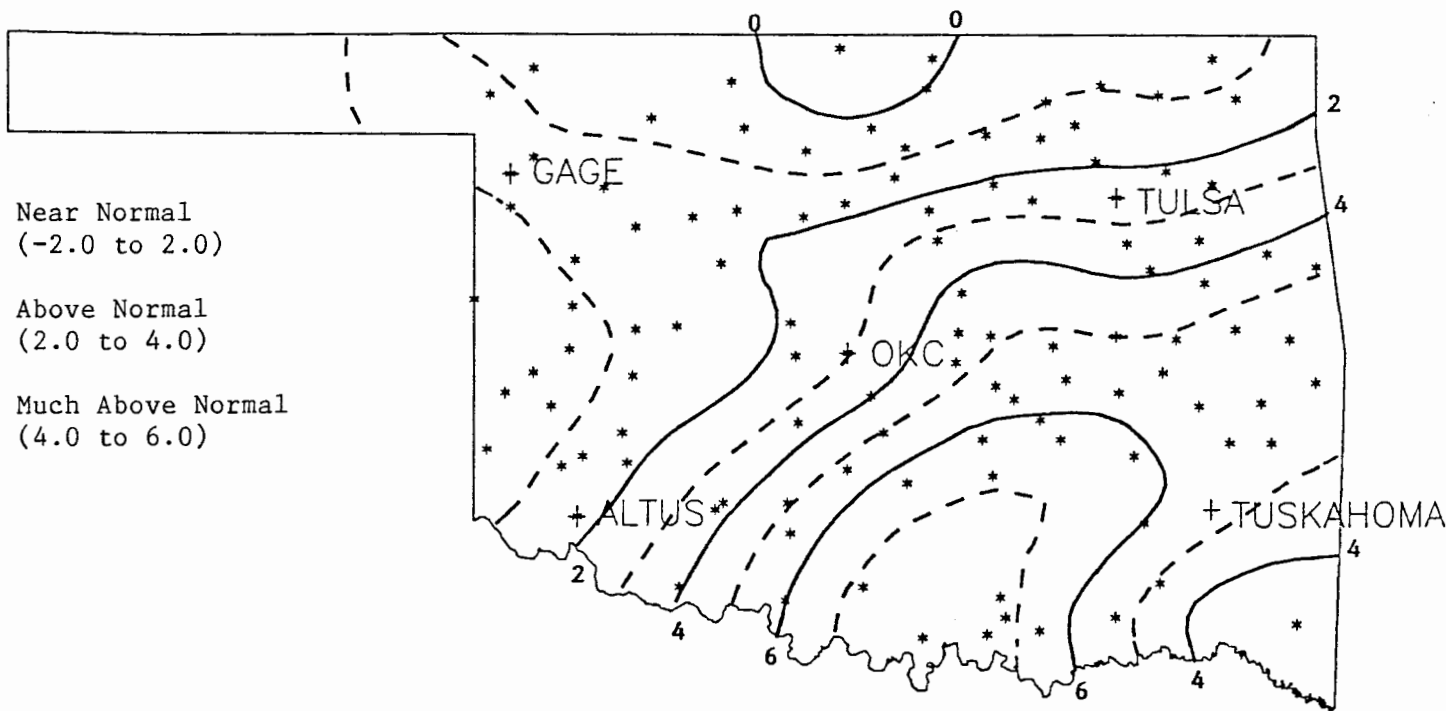 0 0
2
GAGE
Near Normal
TULSA
(-2.0 to 2.0)
4
Above Normal
(2.0 to 4.0)
OKC
Much Above Normal
(4.0 to 6.0)
ALTUS
TUSKAHOMA
4
2
4
6
6
4